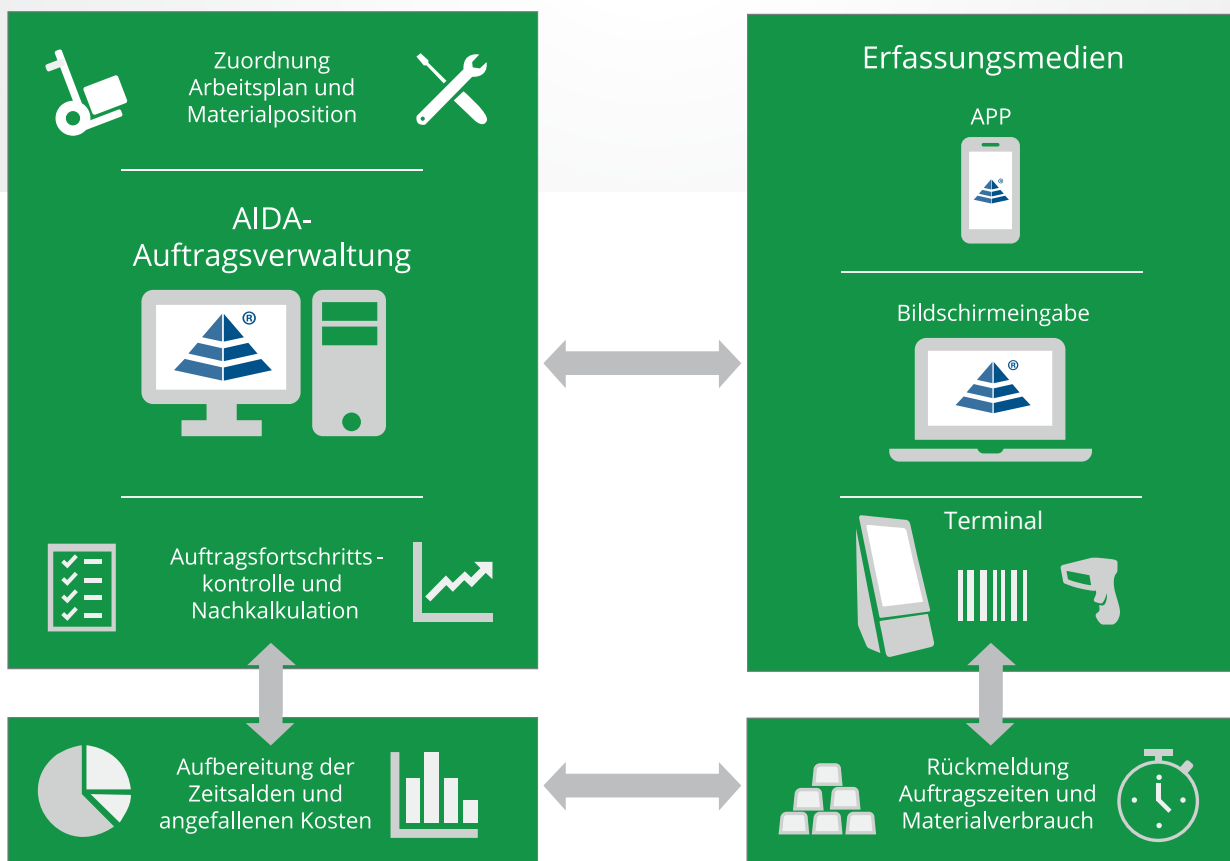 Zuordnung
Arbeitsplan und
Materialposition
AIDA-
Auftragsverwaltung
®
Auftragsfortschritts-
kontrolle und
Nachkalkulation
Aufbereitung der
Zeitsalden und
angefallenen Kosten
Erfassungsmedien
APP
®
Bildschirmeingabe
®
Terminal
Rückmeldung
Auftragszeiten und
Materialverbrauch